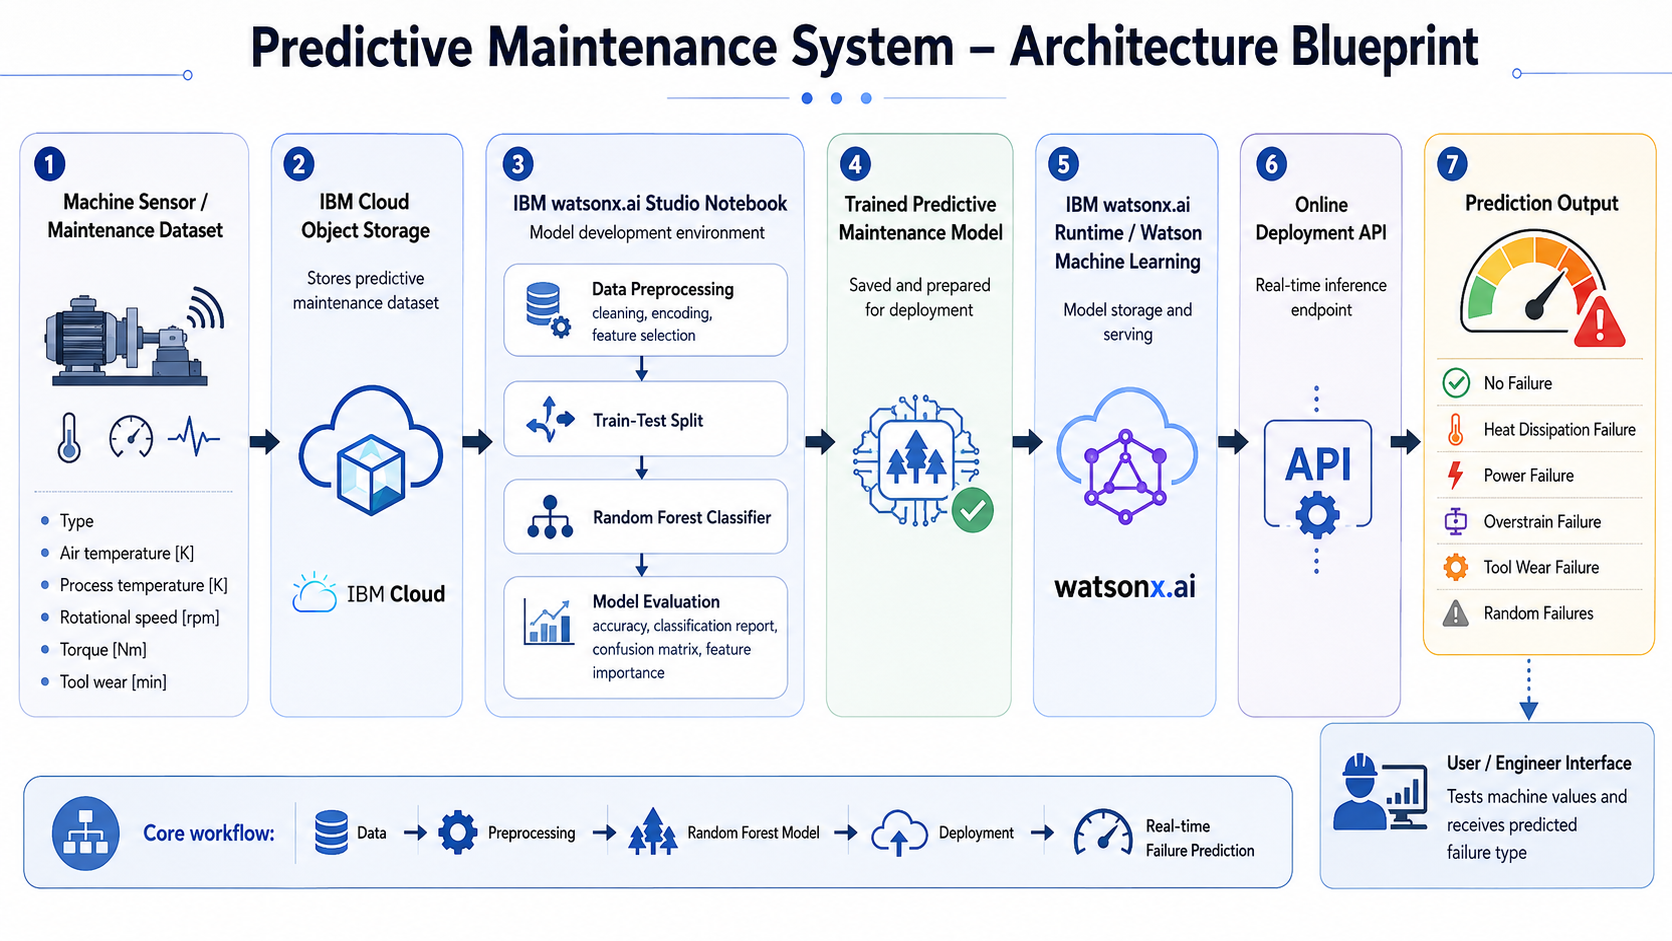 Predictive Maintenance System – Architecture Blueprint
1
Machine Sensor /
Maintenance Dataset
Type
Air temperature [K]
Process temperature [K]
Rotational speed [rpm]
Torque [Nm]
Tool wear [min]
2
IBM Cloud
Object Storage
Stores predictive
maintenance dataset
IBM Cloud
3
IBM watsonx.ai Studio Notebook
Model development environment
Data Preprocessing
cleaning, encoding,
feature selection
Train-Test Split
Random Forest Classifier
Model Evaluation
accuracy, classification report,
confusion matrix, feature
importance
4
Trained Predictive
Maintenance Model
Saved and prepared
for deployment
5
IBM watsonx.ai
Runtime / Watson
Machine Learning
Model storage and
serving
watsonx.ai
6
Online
Deployment API
Real-time inference
endpoint
API
7
Prediction Output
No Failure
Heat Dissipation Failure
Power Failure
Overstrain Failure
Tool Wear Failure
Random Failures
User / Engineer Interface
Tests machine values and
receives predicted
failure type
Core workflow:
Data
Preprocessing
Random Forest Model
Deployment
Real-time
Failure Prediction